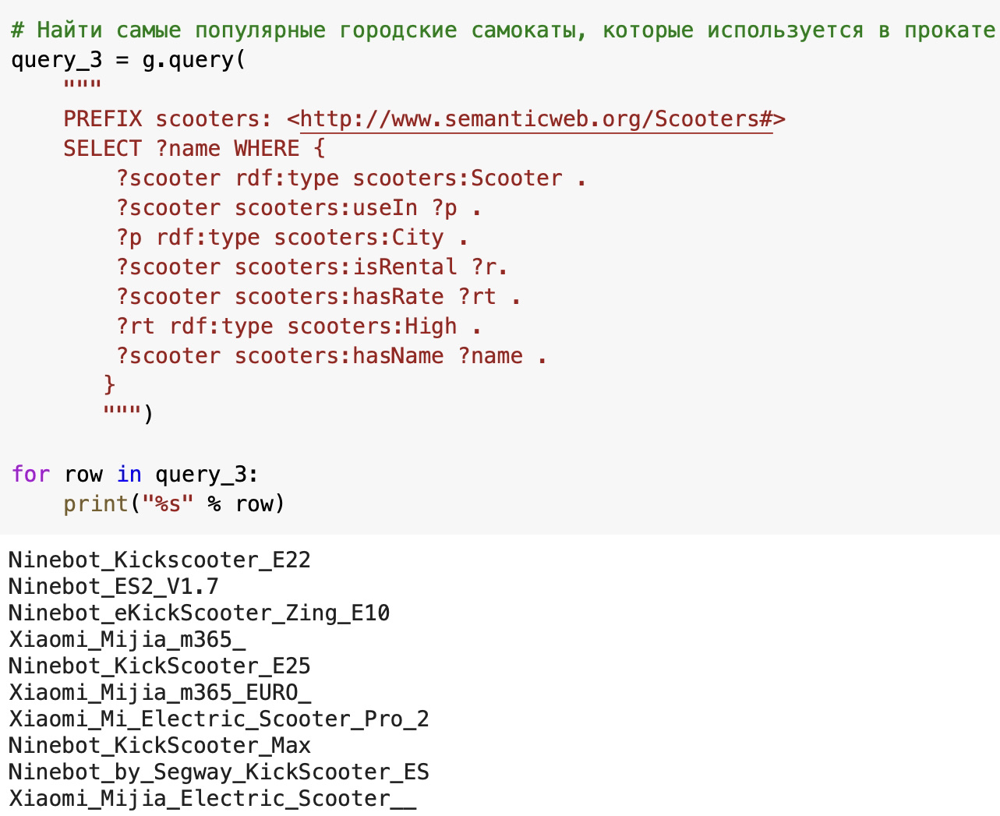 # Найти самые популярные городские самокаты, которые используется в прокате
query_3 = g.query(
    """
    PREFIX scooters: <http://www.semanticweb.org/Scooters#>
    SELECT ?name WHERE {
        ?scooter rdf:type scooters:Scooter .
        ?scooter scooters:useIn ?p .
        ?p rdf:type scooters:City .
        ?scooter scooters:isRental ?r.
        ?scooter scooters:hasRate ?rt .
        ?rt rdf:type scooters:High .
        ?scooter scooters:hasName ?name .
       }
       """)

for row in query_3:
    print("%s" % row)

Ninebot_Kickscooter_E22
Ninebot_ES2_V1.7
Ninebot_eKickScooter_Zing_E10
Xiaomi_Mijia_m365_
Ninebot_KickScooter_E25
Xiaomi_Mijia_m365_EURO_
Xiaomi_Mi_Electric_Scooter_Pro_2
Ninebot_KickScooter_Max
Ninebot_by_Segway_KickScooter_ES
Xiaomi_Mijia_Electric_Scooter__